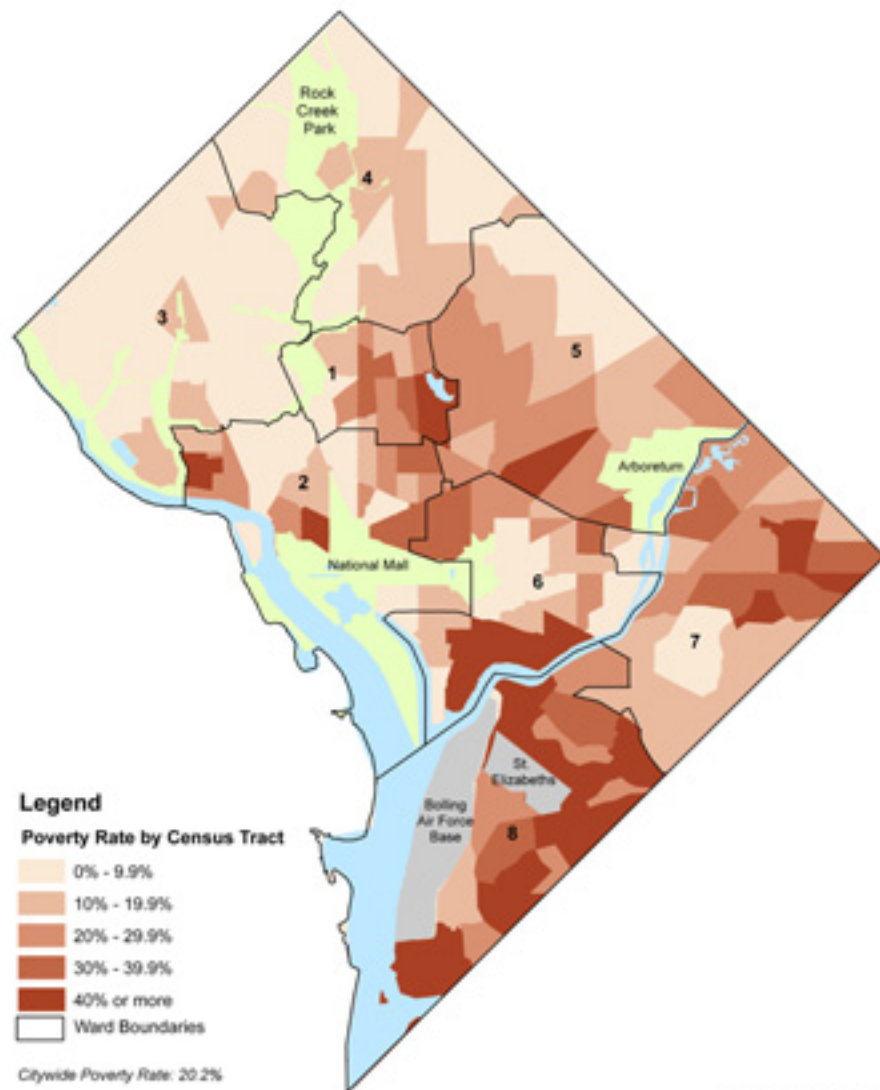 Rock
Creek
Park
4
3
5
1
Arboretum
2
National Mall
6
7
St.
Elizabeths
Bolling
Air Force
Base
8
Legend
Poverty Rate by Census Tract
0% - 9.9%
10% - 19.9%
20% - 29.9%
30% - 39.9%
40% or more
Ward Boundaries
Citywide Poverty Rate: 20.2%